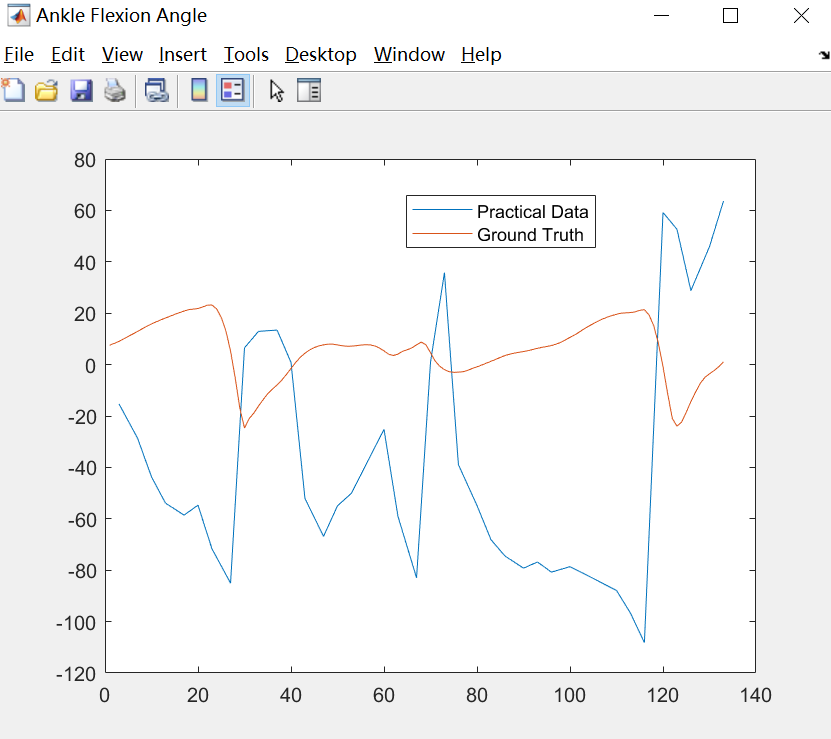 Ankle Flexion Angle
File Edit View Insert Tools Desktop Window Help
80
60
40
20
0
-20
-40
-60
-80
-100
-120
Practical Data
Ground Truth
0 20 40 60 80 100 120 140